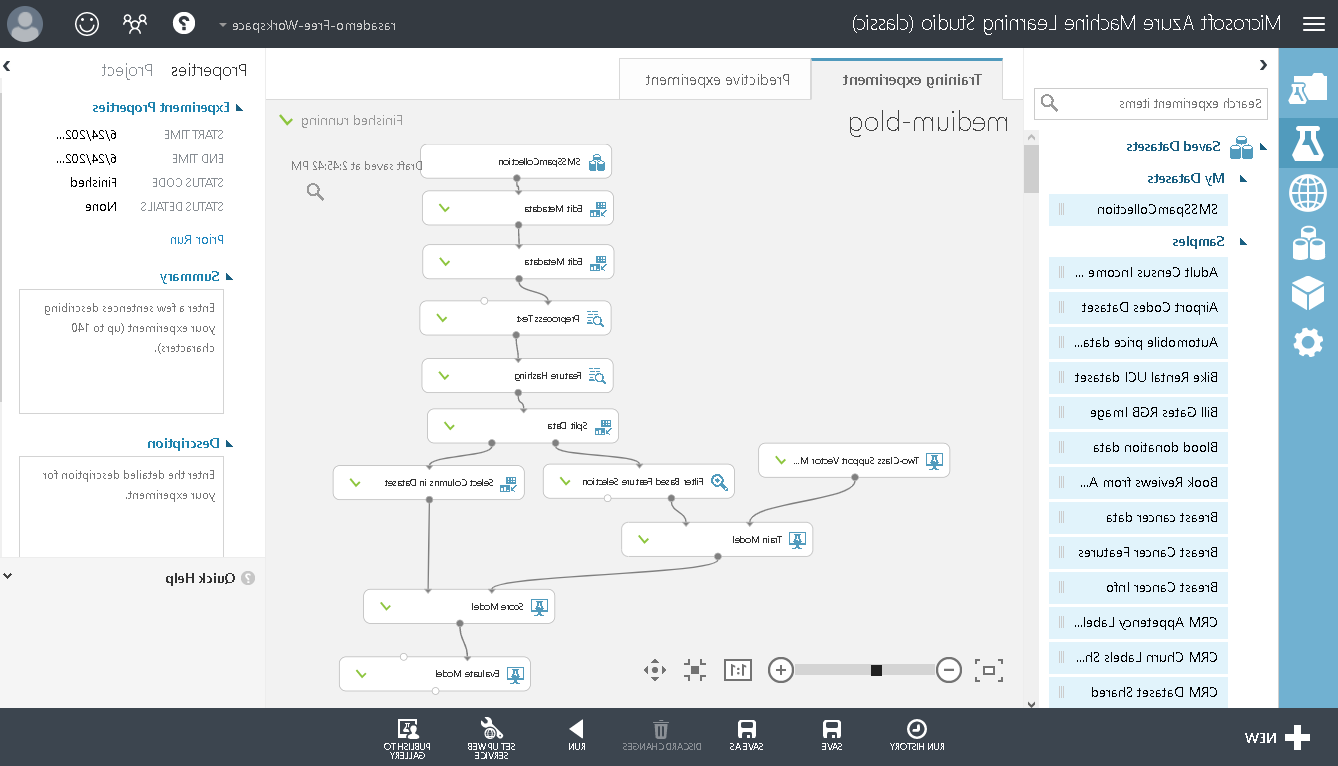 Microsoft Azure Machine Learning Studio (classic)
rasademo-Free-Workspace
?
Search experiment items
Saved Datasets
My Datasets
SMSSpamCollection
Samples
Adult Census Income ...
Airport Codes Dataset
Automobile price data...
Bike Rental UCI dataset
Bill Gates RGB Image
Blood donation data
Book Reviews from A...
Breast cancer data
Breast Cancer Features
Breast Cancer Info
CRM Appetency Label...
CRM Churn Labels Sh...
CRM Dataset Shared
Training experiment
Predictive experiment
medium-blog
Finished running
Draft saved at 2:45:42 PM
SMSSpamCollection
Edit Metadata
Edit Metadata
Preprocess Text
Feature Hashing
Split Data
Two-Class Support Vector M...
Filter Based Feature Selection
Select Columns in Dataset
Train Model
Score Model
Evaluate Model
1:1
Properties
Project
Experiment Properties
START TIME 6/24/202...
END TIME 6/24/202...
STATUS CODE Finished
STATUS DETAILS None
Prior Run
Summary
Enter a few sentences describing
your experiment (up to 140
characters).
Description
Enter the detailed description for
your experiment.
? Quick Help
NEW
RUN HISTORY
SAVE
SAVE AS
DISCARD CHANGES
RUN
SET UP WEB
SERVICE
PUBLISH TO
GALLERY